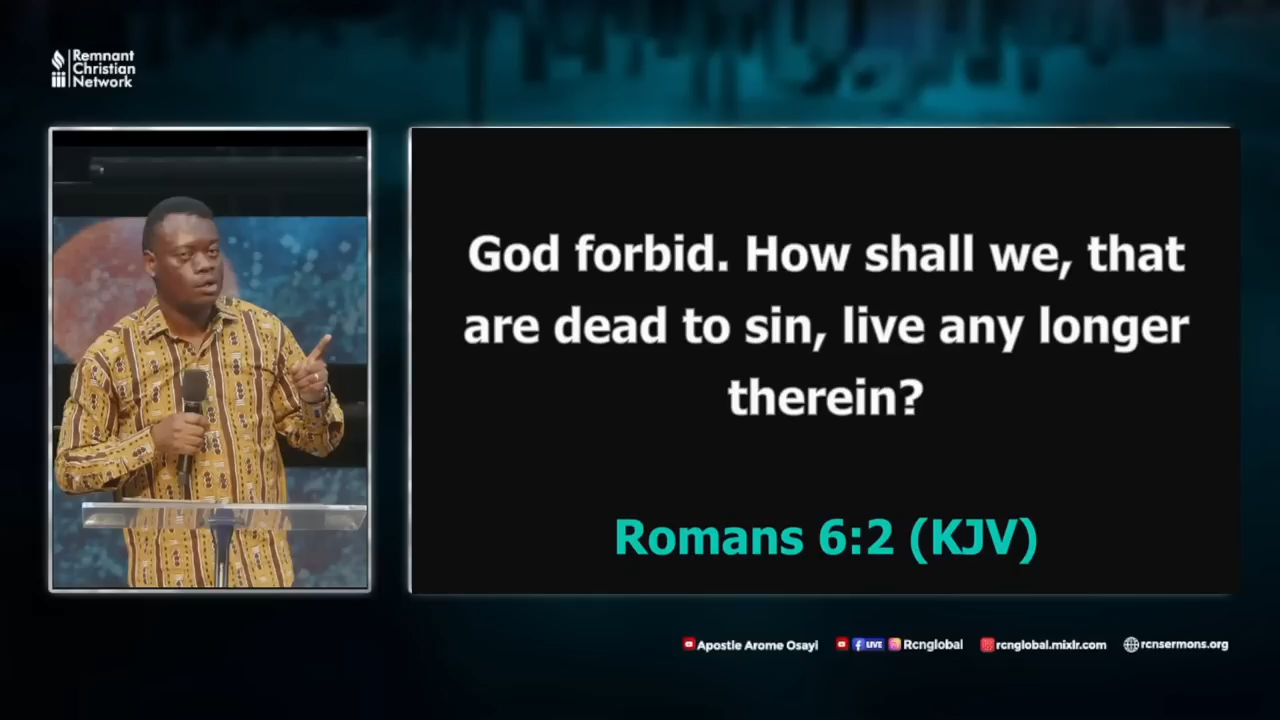 Remnant
Christian
Network
God forbid. How shall we, that
are dead to sin, live any longer
therein?
Romans 6:2 (KJV)
Apostle Arome Osayi
LIVE Rcnglobal
rcnglobal.mixlr.com
rcnsermons.org